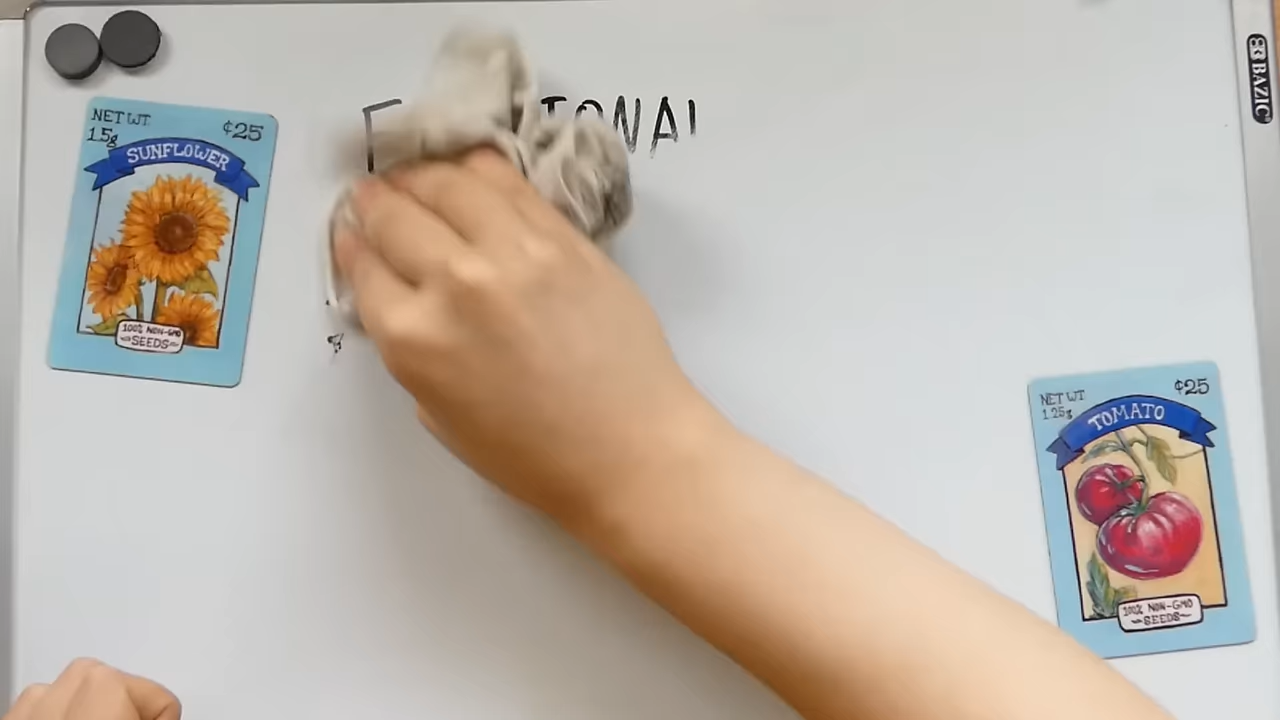 NET WT.
1.5g
¢25
SUNFLOWER
100% NON-GMO
SEEDS
BAZIC
NET WT
1.25g
¢25
TOMATO
100% NON-GMO
SEEDS